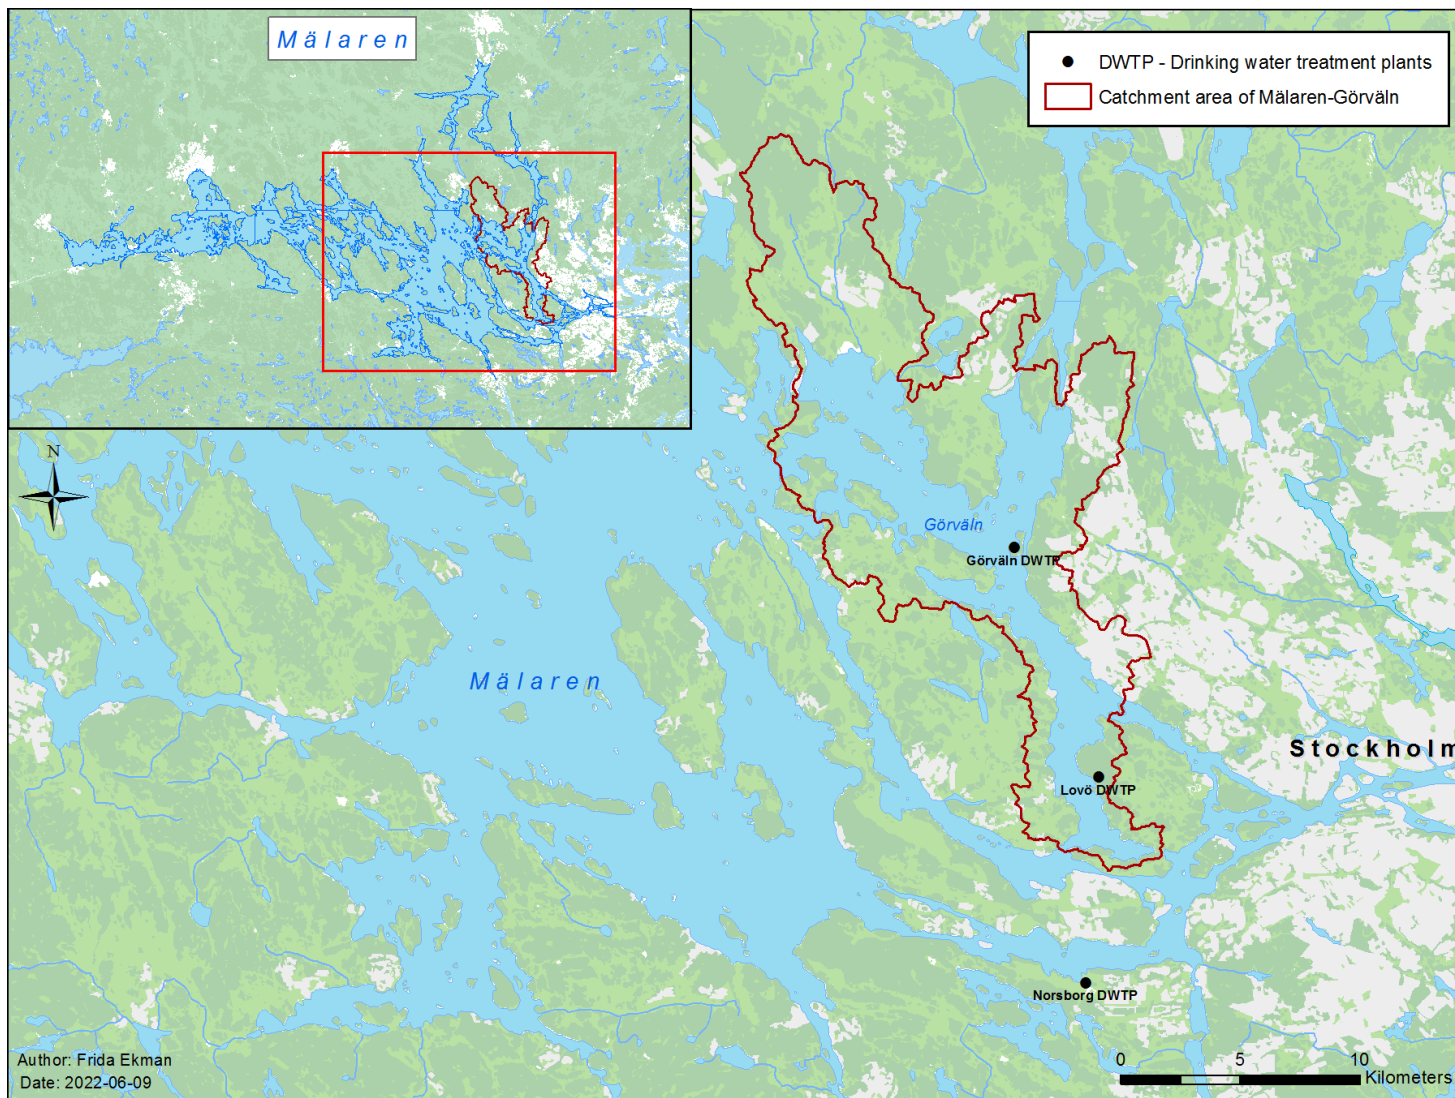 Mälaren
DWTP - Drinking water treatment plants
Catchment area of Mälaren-Görväln
N
Görväln
Görväln DWTP
Mälaren
Stockholm
Lovö DWTP
Norsborg DWTP
Author: Frida Ekman
Date: 2022-06-09
0 5 10
Kilometers